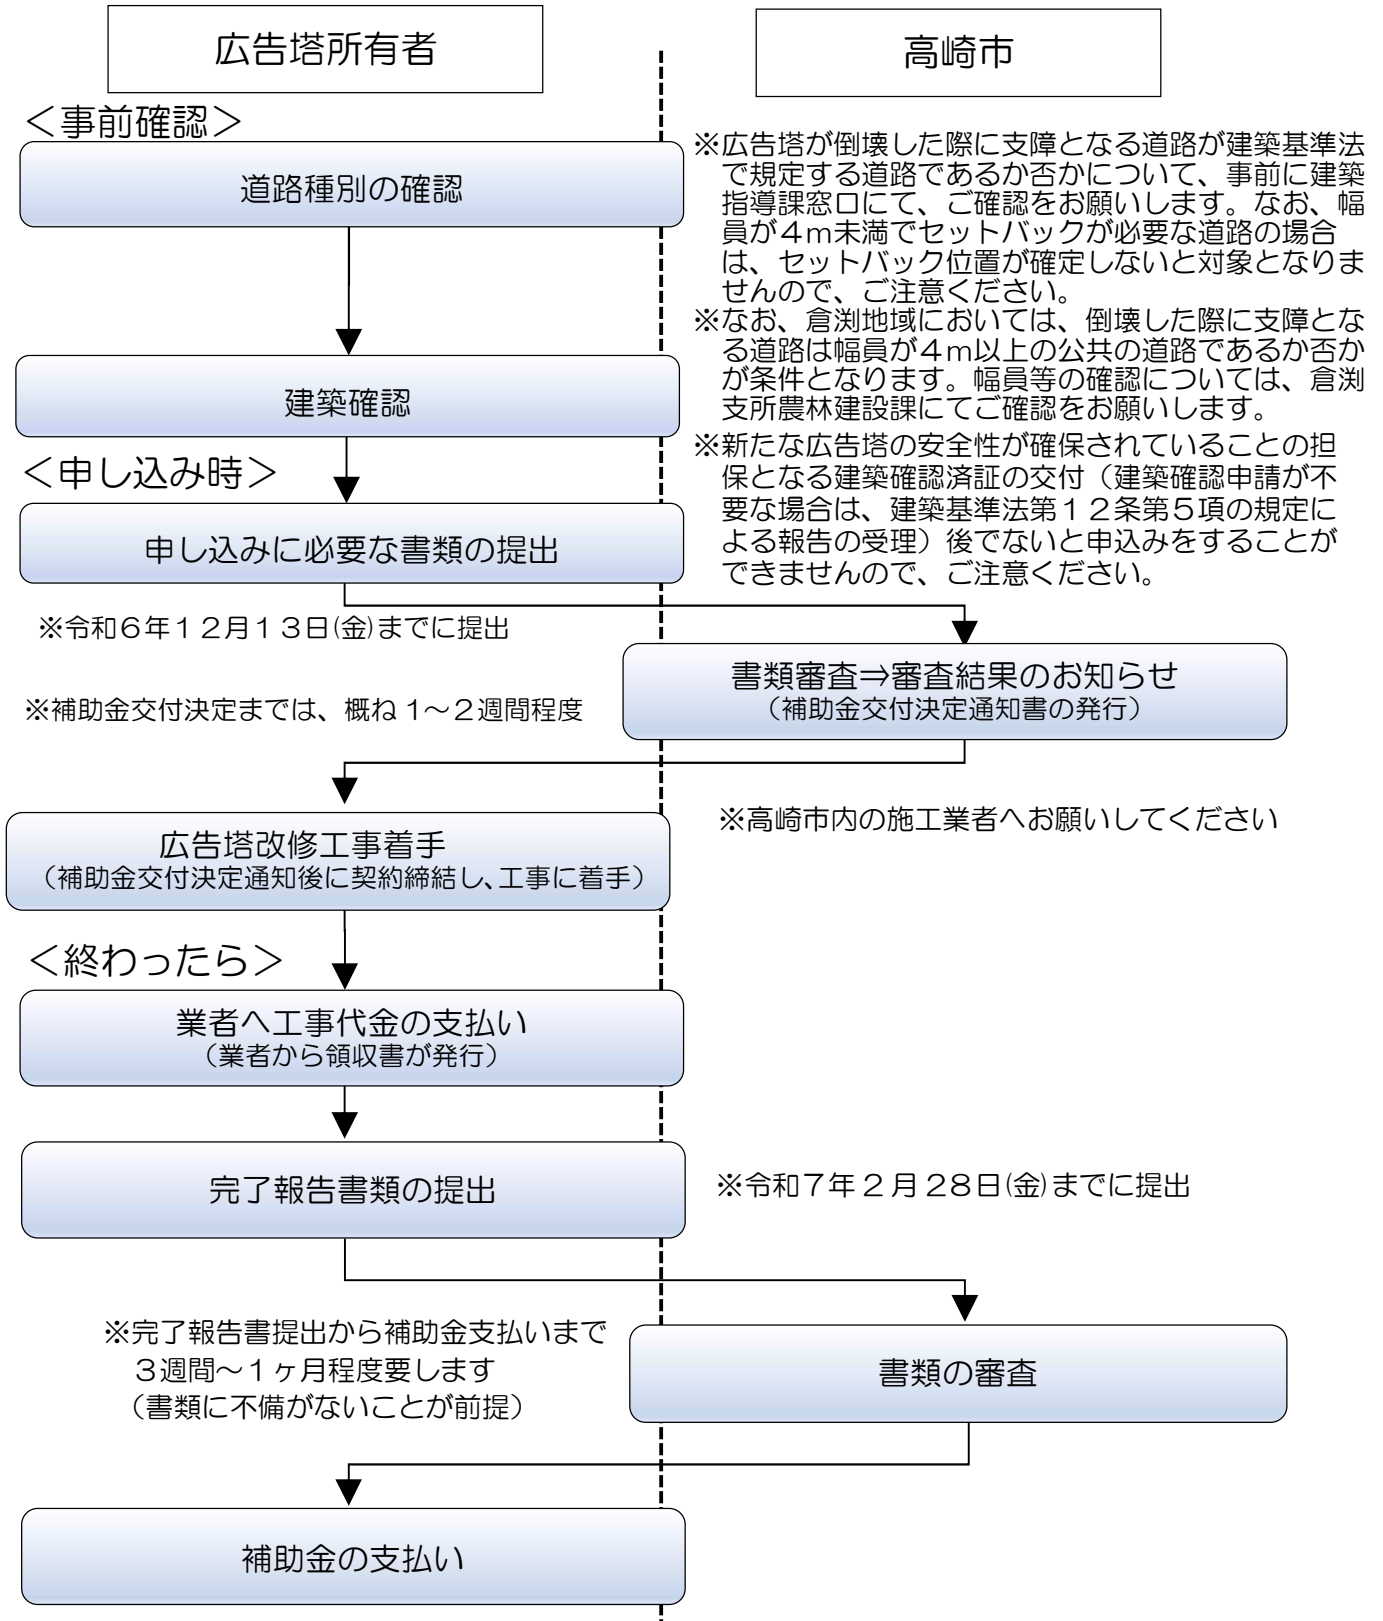 広告塔所有者
高崎市
＜事前確認＞
道路種別の確認
※広告塔が倒壊した際に支障となる道路が建築基準法
で規定する道路であるか否かについて、事前に建築
指導課窓口にて、ご確認をお願いします。なお、幅
員が４ｍ未満でセットバックが必要な道路の場合
は、セットバック位置が確定しないと対象となりま
せんので、ご注意ください。
※なお、倉渕地域においては、倒壊した際に支障とな
る道路は幅員が４ｍ以上の公共の道路であるか否か
が条件となります。幅員等の確認については、倉渕
支所農林建設課にてご確認をお願いします。
建築確認
※新たな広告塔の安全性が確保されていることの担
保となる建築確認済証の交付（建築確認申請が不
要な場合は、建築基準法第１２条第５項の規定に
よる報告の受理）後でないと申込みをすることが
できませんので、ご注意ください。
＜申し込み時＞
申し込みに必要な書類の提出
※令和６年１２月１３日(金)までに提出
書類審査⇒審査結果のお知らせ
（補助金交付決定通知書の発行）
※補助金交付決定までは、概ね 1～２週間程度
※高崎市内の施工業者へお願いしてください
広告塔改修工事着手
（補助金交付決定通知後に契約締結し、工事に着手）
＜終わったら＞
業者へ工事代金の支払い
（業者から領収書が発行）
完了報告書類の提出
※令和７年２月２８日(金)までに提出
※完了報告書提出から補助金支払いまで
３週間～１ヶ月程度要します
（書類に不備がないことが前提）
書類の審査
補助金の支払い